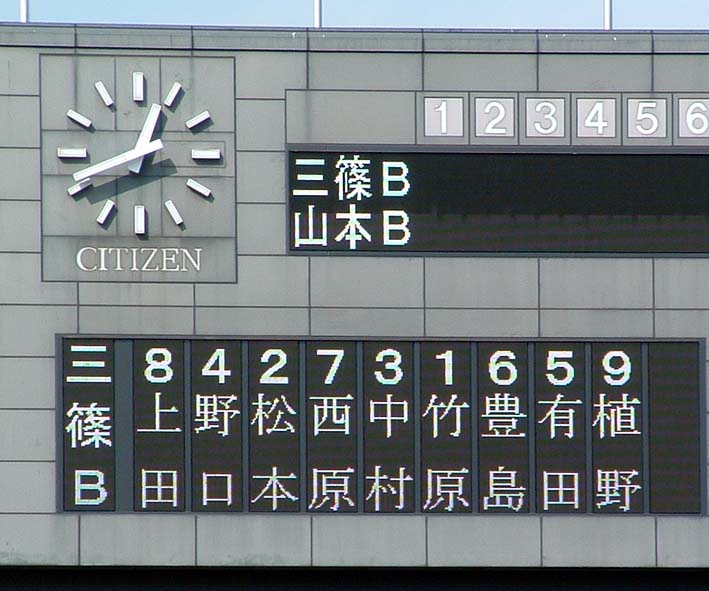 1 2 3 4 5 6
三篠B
山本B
CITIZEN
三篠B
8上田
4野口
2松本
7西原
3中村
1竹原
6豊島
5有田
9植野